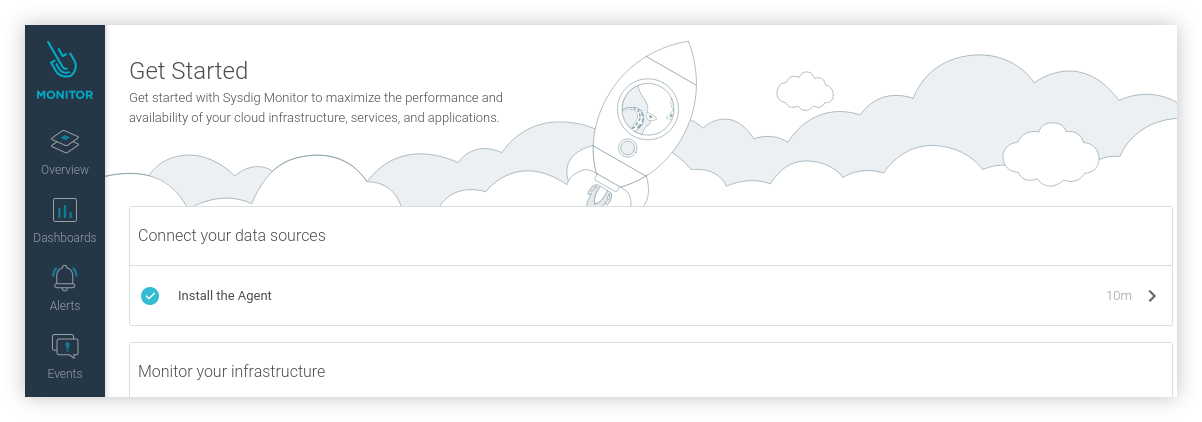 MONITOR
Overview
Dashboards
Alerts
Events
Get Started
Get started with Sysdig Monitor to maximize the performance and
availability of your cloud infrastructure, services, and applications.
Connect your data sources
Install the Agent 10m
Monitor your infrastructure